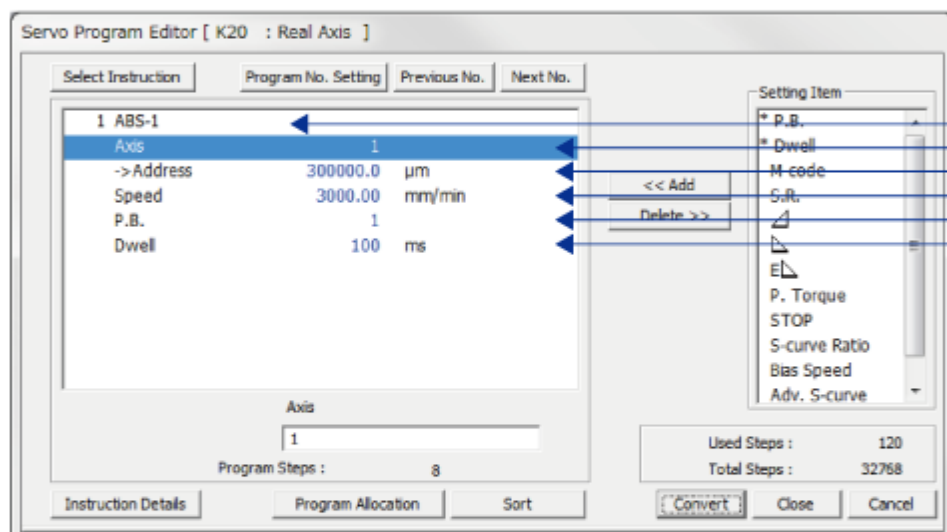 Servo Program Editor [ K20 : Real Axis ]
Select Instruction Program No. Setting Previous No. Next No.
Setting Item
1 ABS-1
Axis 1
->Address 300000.0 µm
Speed 3000.00 mm/min
P.B. 1
Dwell 100 ms
<< Add
Delete >>
* P.B.
* Dwell
M code
S.R.
E
P. Torque
STOP
S-curve Ratio
Bias Speed
Adv. S-curve
Axis
1
Program Steps : 8
Used Steps : 120
Total Steps : 32768
Instruction Details Program Allocation Sort Convert Close Cancel